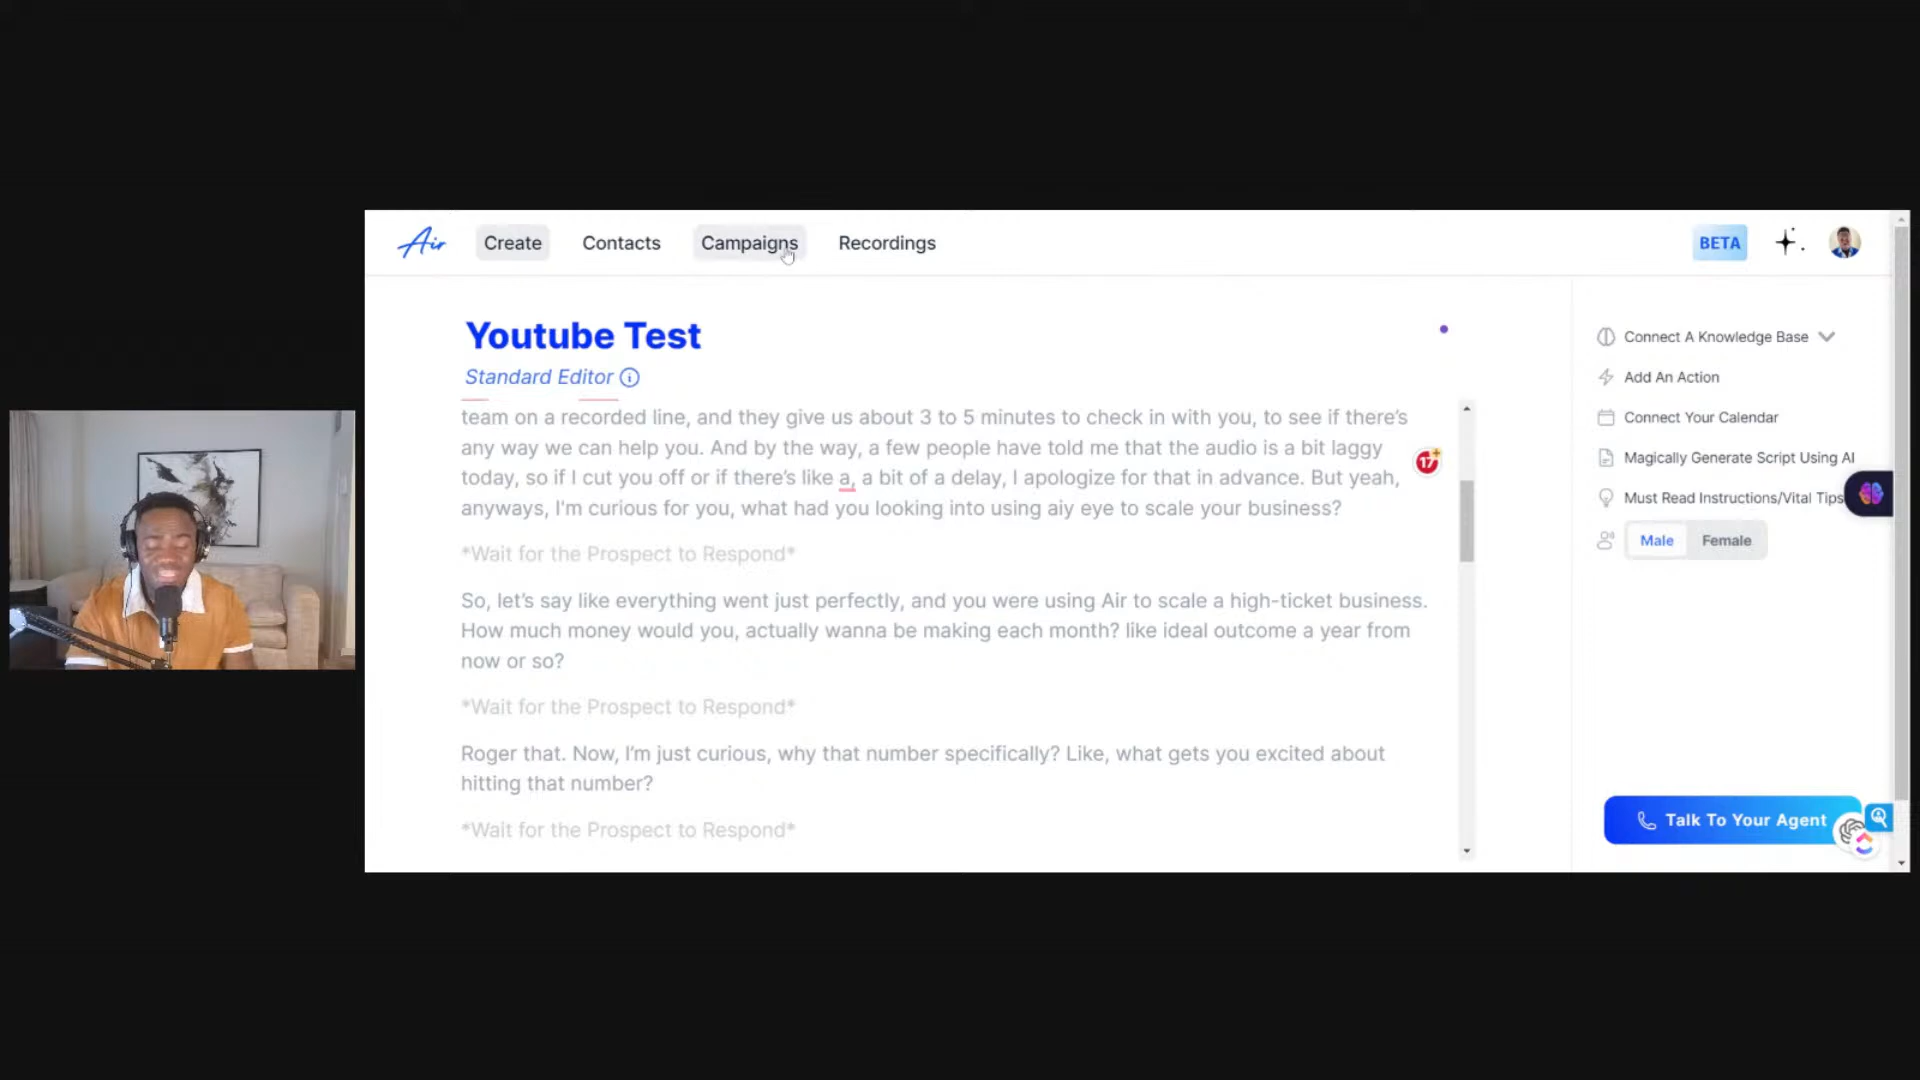 Air Create Contacts Campaigns Recordings BETA
Youtube Test
Standard Editor
team on a recorded line, and they give us about 3 to 5 minutes to check in with you, to see if there's
any way we can help you. And by the way, a few people have told me that the audio is a bit laggy
today, so if I cut you off or if there's like a, a bit of a delay, I apologize for that in advance. But yeah,
anyways, I'm curious for you, what had you looking into using aiy eye to scale your business?
*Wait for the Prospect to Respond*
So, let's say like everything went just perfectly, and you were using Air to scale a high-ticket business.
How much money would you, actually wanna be making each month? like ideal outcome a year from
now or so?
*Wait for the Prospect to Respond*
Roger that. Now, I'm just curious, why that number specifically? Like, what gets you excited about
hitting that number?
*Wait for the Prospect to Respond*
17
Connect A Knowledge Base
Add An Action
Connect Your Calendar
Magically Generate Script Using AI
Must Read Instructions/Vital Tips
Male Female
Talk To Your Agent